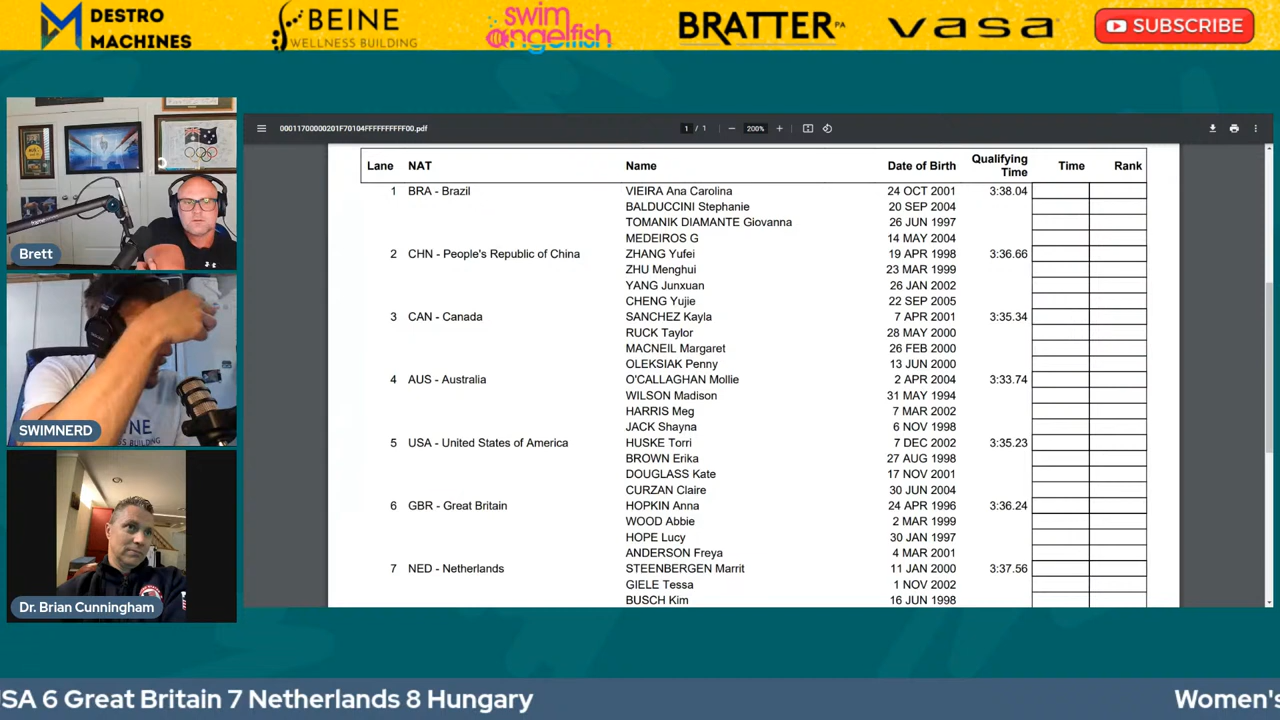 DESTRO
MACHINES
BEINE
WELLNESS BUILDING
swim
angelfish
BRATTER PA
vasa
SUBSCRIBE
00011700000201F70104FFFFFFFFFF00.pdf
1 / 1
200%
Lane NAT Name Date of Birth Qualifying Time Time Rank
1 BRA - Brazil VIEIRA Ana Carolina 24 OCT 2001 3:38.04
BALDUCCINI Stephanie 20 SEP 2004
TOMANIK DIAMANTE Giovanna 26 JUN 1997
MEDEIROS G 14 MAY 2004
2 CHN - People's Republic of China ZHANG Yufei 19 APR 1998 3:36.66
ZHU Menghui 23 MAR 1999
YANG Junxuan 26 JAN 2002
CHENG Yujie 22 SEP 2005
3 CAN - Canada SANCHEZ Kayla 7 APR 2001 3:35.34
RUCK Taylor 28 MAY 2000
MACNEIL Margaret 26 FEB 2000
OLEKSIAK Penny 13 JUN 2000
4 AUS - Australia O'CALLAGHAN Mollie 2 APR 2004 3:33.74
WILSON Madison 31 MAY 1994
HARRIS Meg 7 MAR 2002
JACK Shayna 6 NOV 1998
5 USA - United States of America HUSKE Torri 7 DEC 2002 3:35.23
BROWN Erika 27 AUG 1998
DOUGLASS Kate 17 NOV 2001
CURZAN Claire 30 JUN 2004
6 GBR - Great Britain HOPKIN Anna 24 APR 1996 3:36.24
WOOD Abbie 2 MAR 1999
HOPE Lucy 30 JAN 1997
ANDERSON Freya 4 MAR 2001
7 NED - Netherlands STEENBERGEN Marrit 11 JAN 2000 3:37.56
GIELE Tessa 1 NOV 2002
BUSCH Kim 16 JUN 1998
Brett
SWIMNERD
Dr. Brian Cunningham
SA 6 Great Britain 7 Netherlands 8 Hungary
Women's